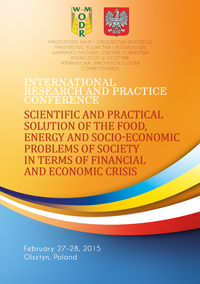 W-M
ODR
MINISTERSTWO NAUKI I SZKOLNICTWA WYŻSZEGO
MINISTERSTWO ROLNICTWA I ROZWOJU WSI
WARMIŃSKO-MAZURSKI OŚRODEK DORADZTWA
ROLNICZEGO W OLSZTYNIE
INTERNATIONAL INNOVATION CLUSTER
"COMPETITIVENESS"
INTERNATIONAL
RESEARCH AND PRACTICE
CONFERENCE
SCIENTIFIC AND PRACTICAL
SOLUTION OF THE FOOD,
ENERGY AND SOCIO-ECONOMIC
PROBLEMS OF SOCIETY
IN TERMS OF FINANCIAL
AND ECONOMIC CRISIS
February 27-28, 2015
Olsztyn, Poland